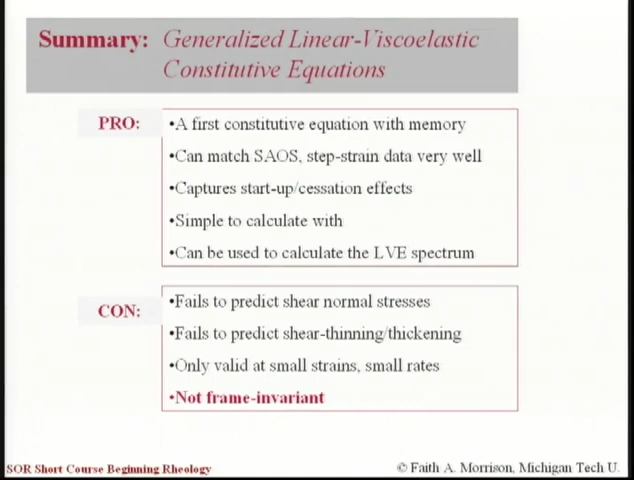 Summary: Generalized Linear-Viscoelastic
Constitutive Equations
PRO:
•A first constitutive equation with memory
•Can match SAOS, step-strain data very well
•Captures start-up/cessation effects
•Simple to calculate with
•Can be used to calculate the LVE spectrum
CON:
•Fails to predict shear normal stresses
•Fails to predict shear-thinning/thickening
•Only valid at small strains, small rates
•Not frame-invariant
SOR Short Course Beginning Rheology
© Faith A. Morrison, Michigan Tech U.